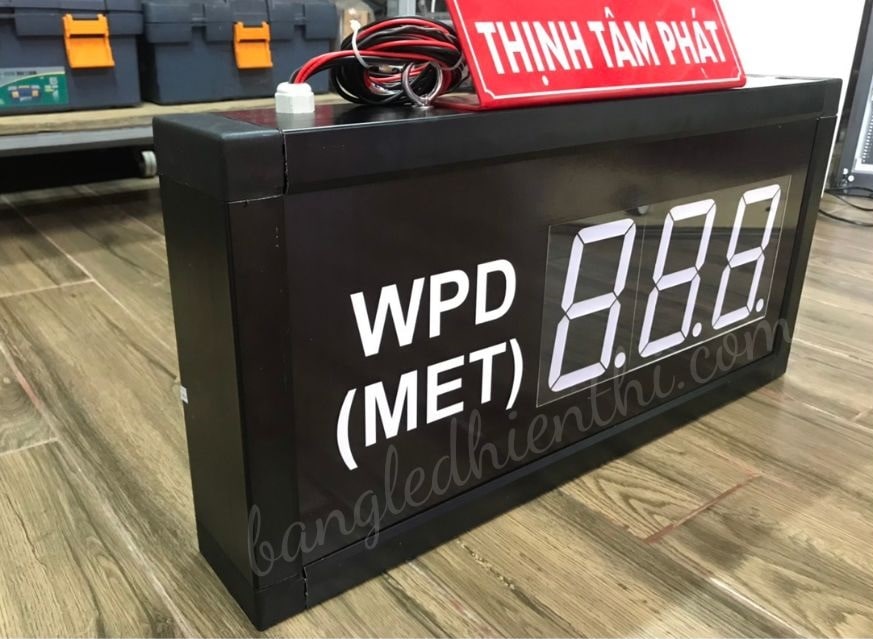 THỊNH TÂM PHÁT
WPD
(MET)
8.8.8.
bangledhienthi.com